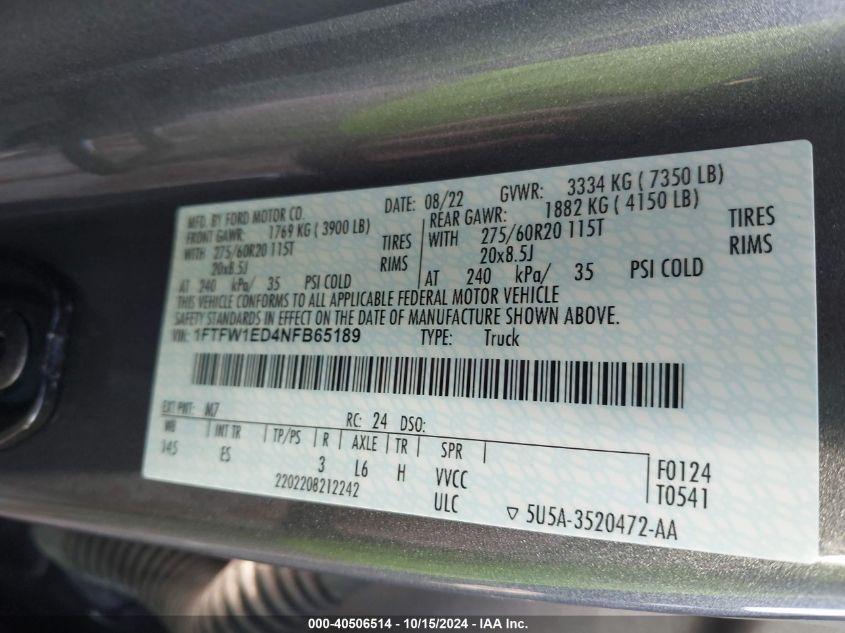 MFD. BY FORD MOTOR CO. DATE: 08/22 GVWR: 3334 KG ( 7350 LB)
FRONT GAWR: 1769 KG ( 3900 LB) REAR GAWR: 1882 KG ( 4150 LB)
WITH 275/60R20 115T TIRES WITH 275/60R20 115T TIRES
20x8.5J RIMS 20x8.5J RIMS
AT 240 kPa/ 35 PSI COLD AT 240 kPa/ 35 PSI COLD
THIS VEHICLE CONFORMS TO ALL APPLICABLE FEDERAL MOTOR VEHICLE
SAFETY STANDARDS IN EFFECT ON THE DATE OF MANUFACTURE SHOWN ABOVE.
VIN: 1FTFW1ED4NFB65189 TYPE: Truck
EXT PNT: M7 RC: 24 DSO:
WB INT TR TP/PS R AXLE TR SPR
145 ES 3 L6 H VVCC F0124
2202208212242 ULC T0541
▽ 5U5A-3520472-AA
000-40506514 - 10/15/2024 - IAA Inc.